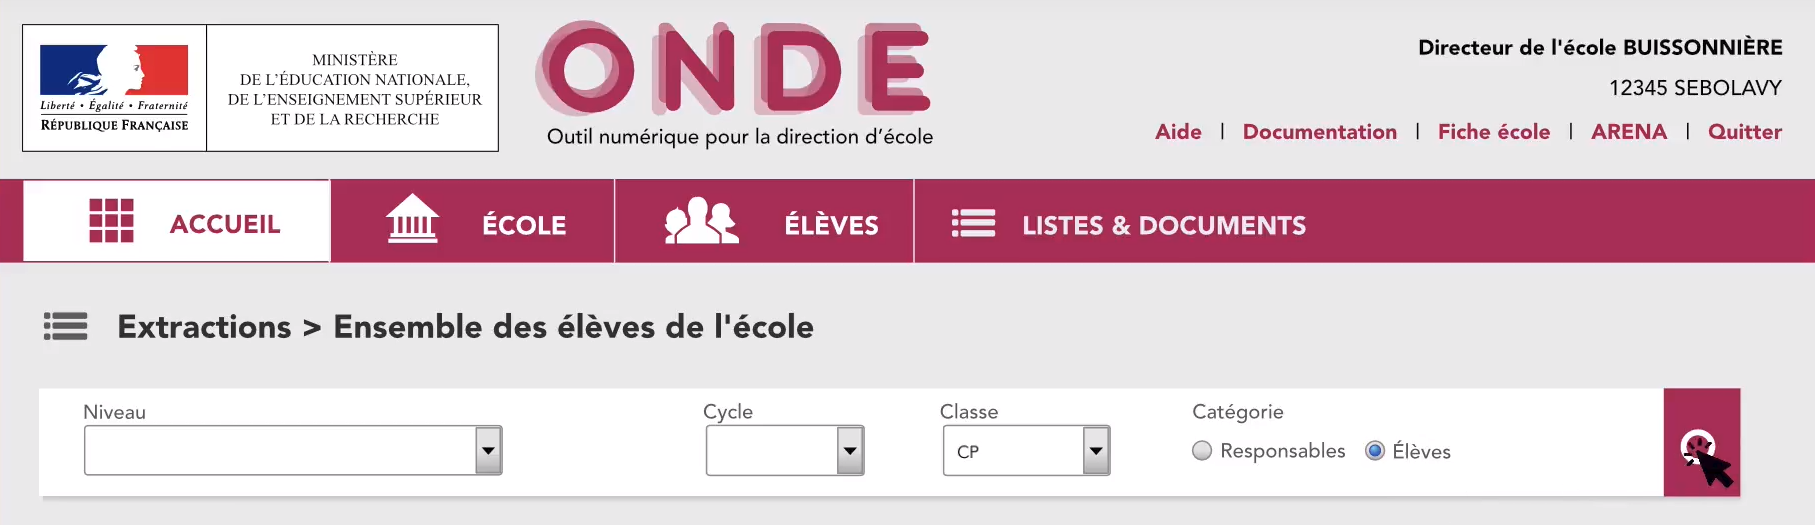 Liberté • Égalité • Fraternité
RÉPUBLIQUE FRANÇAISE
MINISTÈRE
DE L'ÉDUCATION NATIONALE,
DE L'ENSEIGNEMENT SUPÉRIEUR
ET DE LA RECHERCHE
ONDE
Outil numérique pour la direction d'école
Directeur de l'école BUISSONNIÈRE
12345 SEBOLAVY
Aide | Documentation | Fiche école | ARENA | Quitter
ACCUEIL ÉCOLE ÉLÈVES LISTES & DOCUMENTS
Extractions > Ensemble des élèves de l'école
Niveau Cycle Classe Catégorie
CP Responsables Élèves